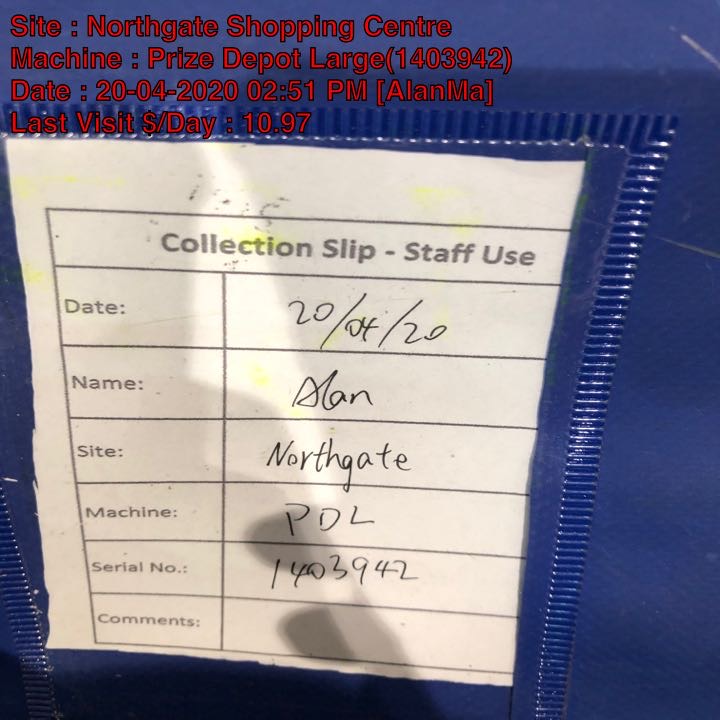 Site : Northgate Shopping Centre
Machine : Prize Depot Large(1403942)
Date : 20-04-2020 02:51 PM [AlanMa]
Last Visit $/Day : 10.97
Collection Slip - Staff Use
Date: 20/04/20
Name: Alan
Site: Northgate
Machine: PDL
Serial No.: 1403942
Comments: